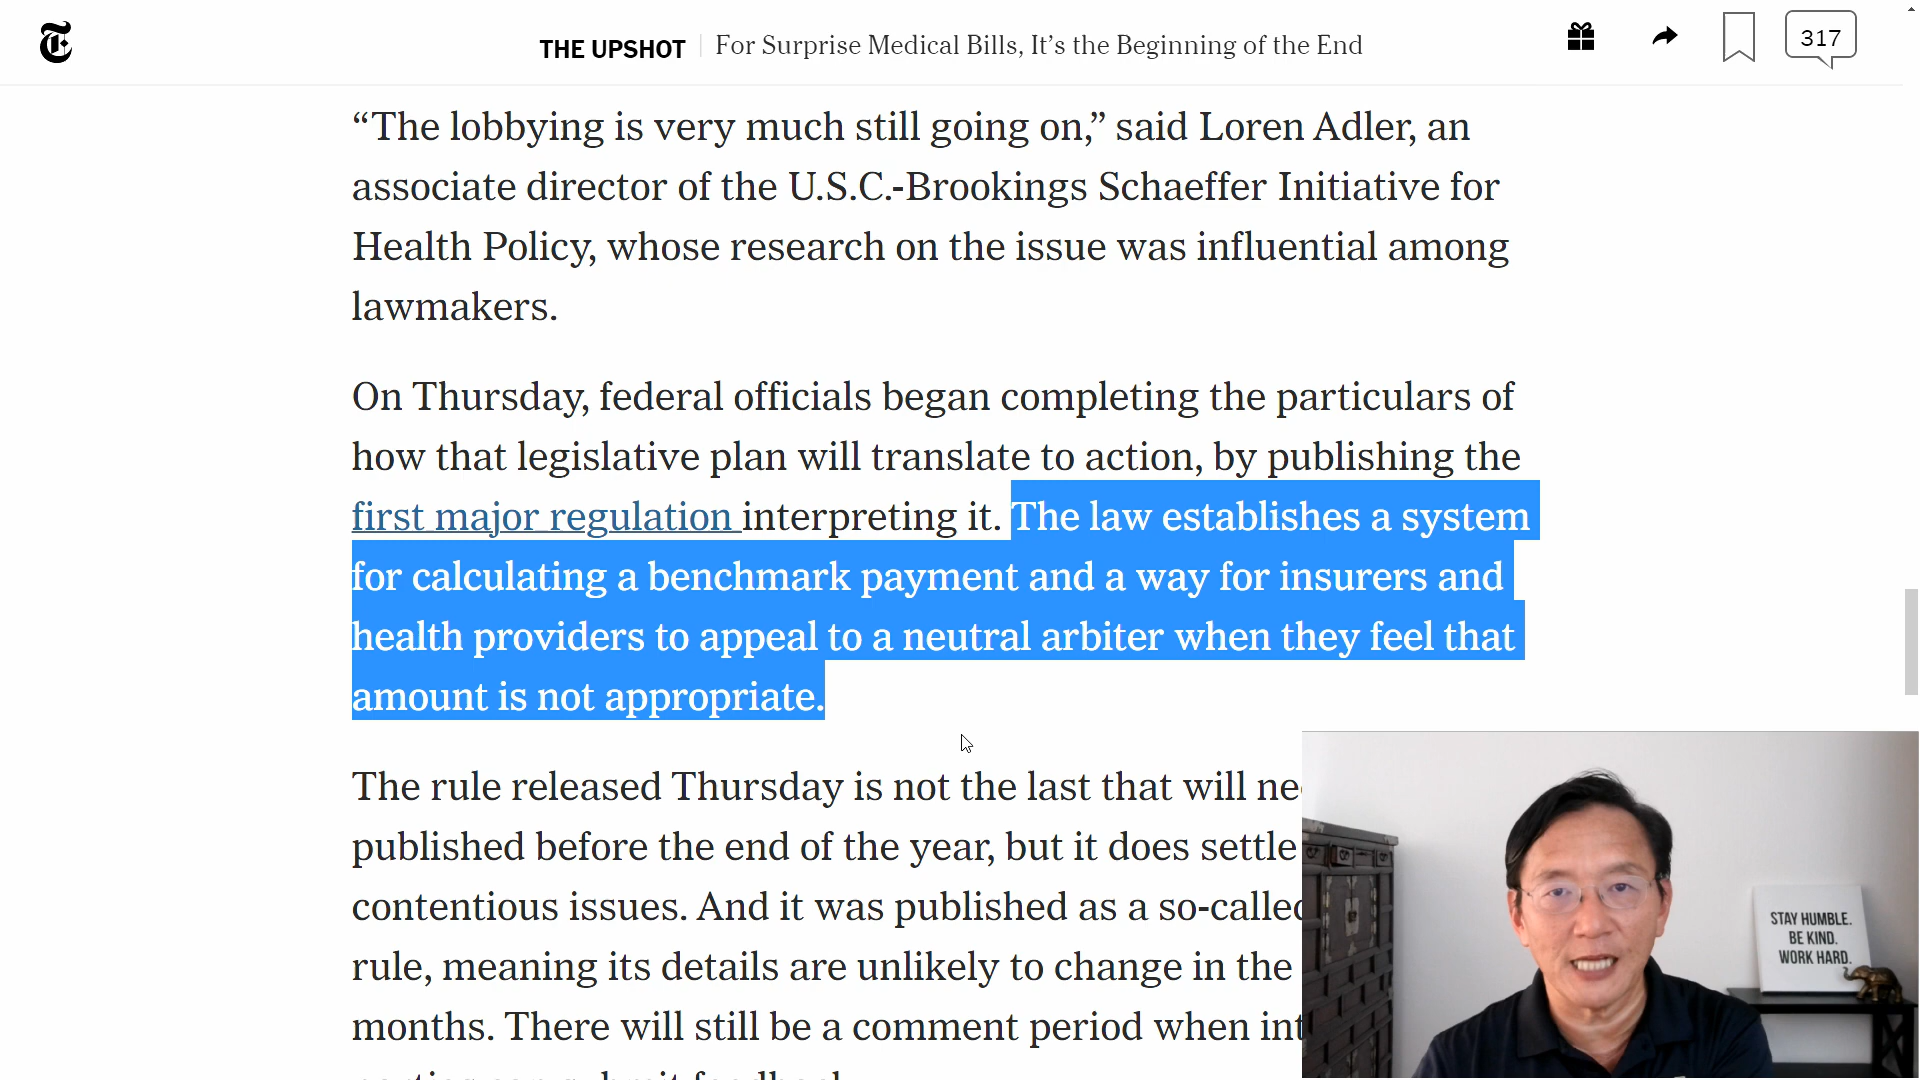 THE UPSHOT
For Surprise Medical Bills, It’s the Beginning of the End
317
“The lobbying is very much still going on,” said Loren Adler, an
associate director of the U.S.C.-Brookings Schaeffer Initiative for
Health Policy, whose research on the issue was influential among
lawmakers.
On Thursday, federal officials began completing the particulars of
how that legislative plan will translate to action, by publishing the
first major regulation interpreting it. The law establishes a system
for calculating a benchmark payment and a way for insurers and
health providers to appeal to a neutral arbiter when they feel that
amount is not appropriate.
The rule released Thursday is not the last that will
published before the end of the year, but it does settle
contentious issues. And it was published as a so-called
rule, meaning its details are unlikely to change in the
months. There will still be a comment period when
STAY HUMBLE.
BE KIND.
WORK HARD.